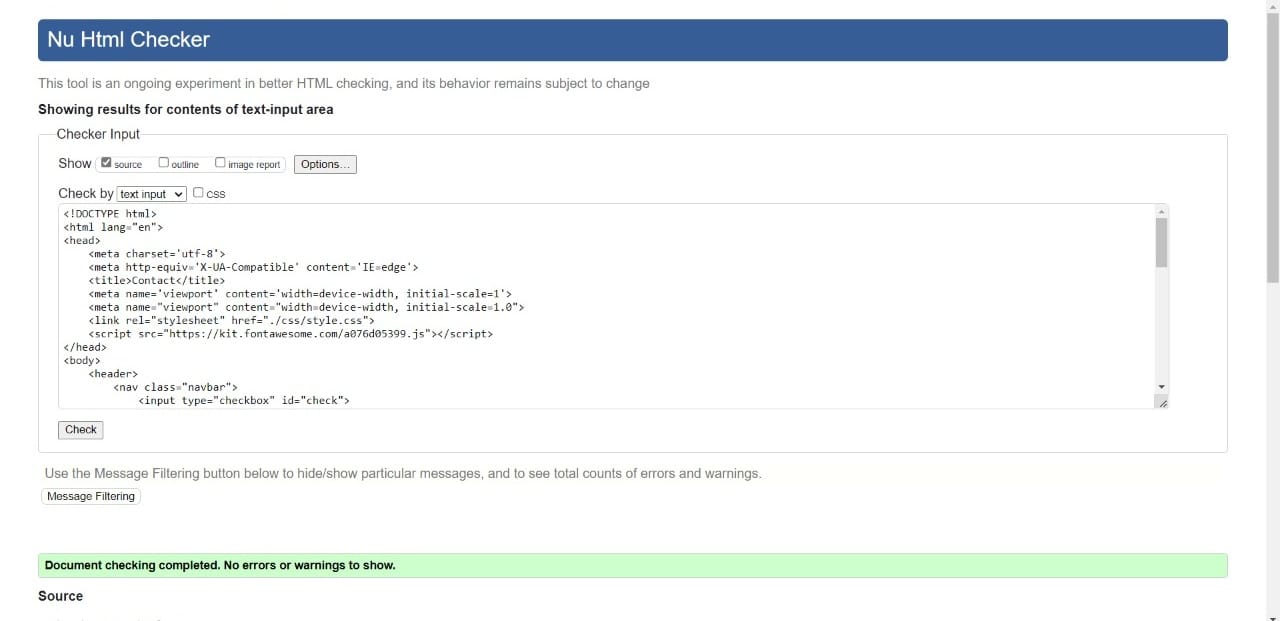 Nu Html Checker
This tool is an ongoing experiment in better HTML checking, and its behavior remains subject to change
Showing results for contents of text-input area
Checker Input
Show source outline image report Options...
Check by text input CSS
<!DOCTYPE html>
<html lang="en">
<head>
    <meta charset='utf-8'>
    <meta http-equiv='X-UA-Compatible' content='IE=edge'>
    <title>Contact</title>
    <meta name='viewport' content='width=device-width, initial-scale=1'>
    <meta name="viewport" content="width=device-width, initial-scale=1.0">
    <link rel="stylesheet" href="./css/style.css">
    <script src="https://kit.fontawesome.com/a076d05399.js"></script>
</head>
<body>
    <header>
        <nav class="navbar">
            <input type="checkbox" id="check">
Check
Use the Message Filtering button below to hide/show particular messages, and to see total counts of errors and warnings.
Message Filtering
Document checking completed. No errors or warnings to show.
Source